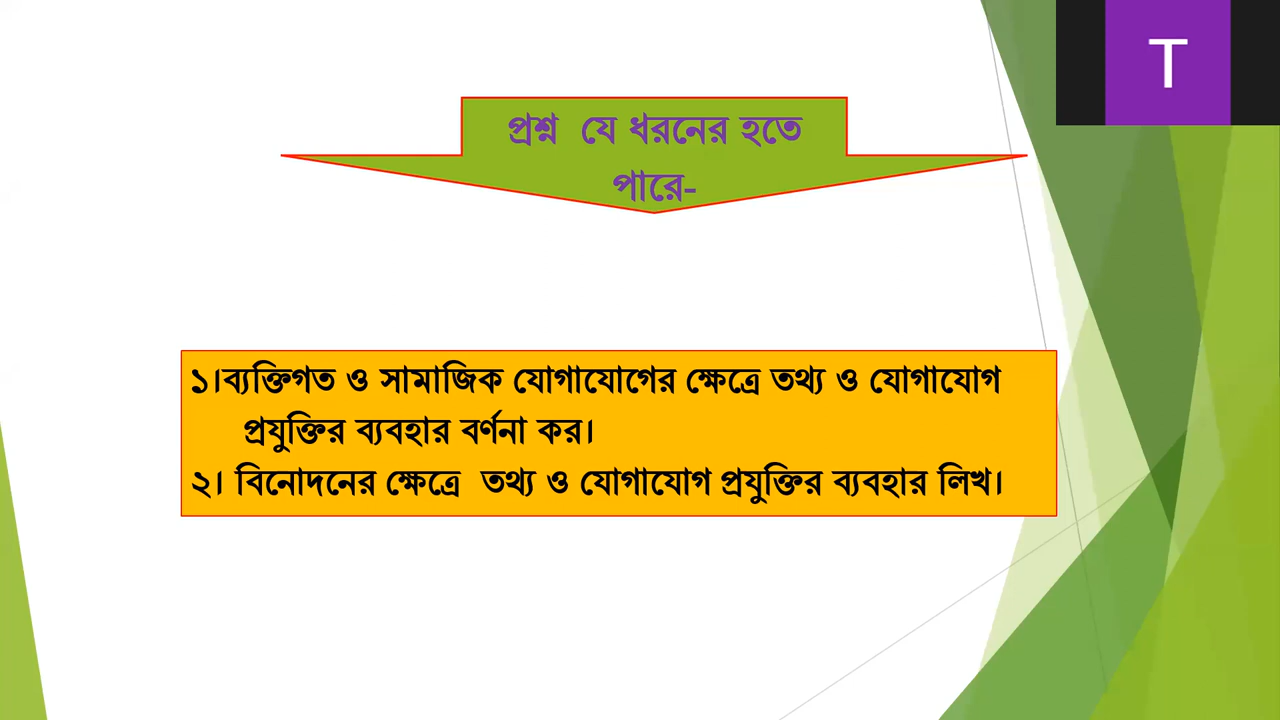 T
প্রশ্ন যে ধরনের হতে
পারে-
১।ব্যক্তিগত ও সামাজিক যোগাযোগের ক্ষেত্রে তথ্য ও যোগাযোগ
প্রযুক্তির ব্যবহার বর্ণনা কর।
২। বিনোদনের ক্ষেত্রে তথ্য ও যোগাযোগ প্রযুক্তির ব্যবহার লিখ।